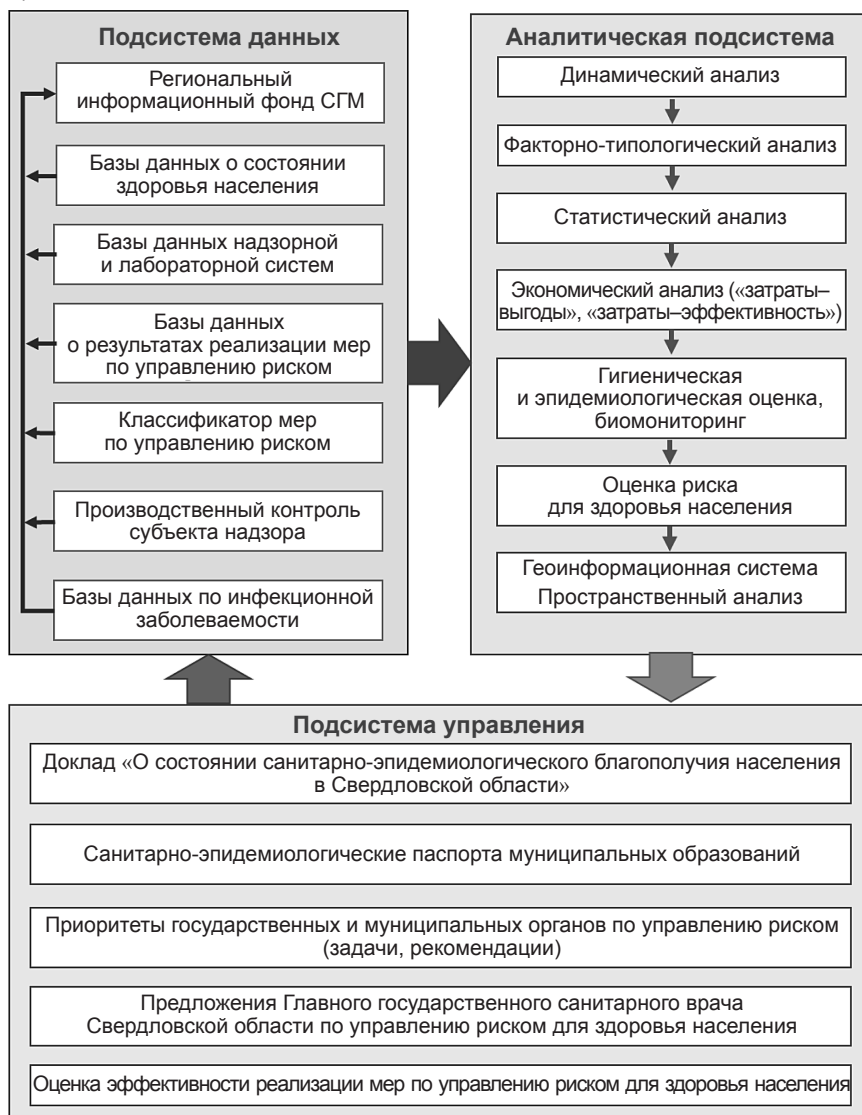 Подсистема данных
Региональный
информационный фонд СГМ
Базы данных о состоянии
здоровья населения
Базы данных надзорной
и лабораторной систем
Базы данных
о результатах реализации мер
по управлению риском
Классификатор мер
по управлению риском
Производственный контроль
субъекта надзора
Базы данных по инфекционной
заболеваемости
Аналитическая подсистема
Динамический анализ
Факторно-типологический анализ
Статистический анализ
Экономический анализ («затраты–
выгоды», «затраты–эффективность»)
Гигиеническая
и эпидемиологическая оценка,
биомониторинг
Оценка риска
для здоровья населения
Геоинформационная система
Пространственный анализ
Подсистема управления
Доклад «О состоянии санитарно-эпидемиологического благополучия населения
в Свердловской области»
Санитарно-эпидемиологические паспорта муниципальных образований
Приоритеты государственных и муниципальных органов по управлению риском
(задачи, рекомендации)
Предложения Главного государственного санитарного врача
Свердловской области по управлению риском для здоровья населения
Оценка эффективности реализации мер по управлению риском для здоровья населения